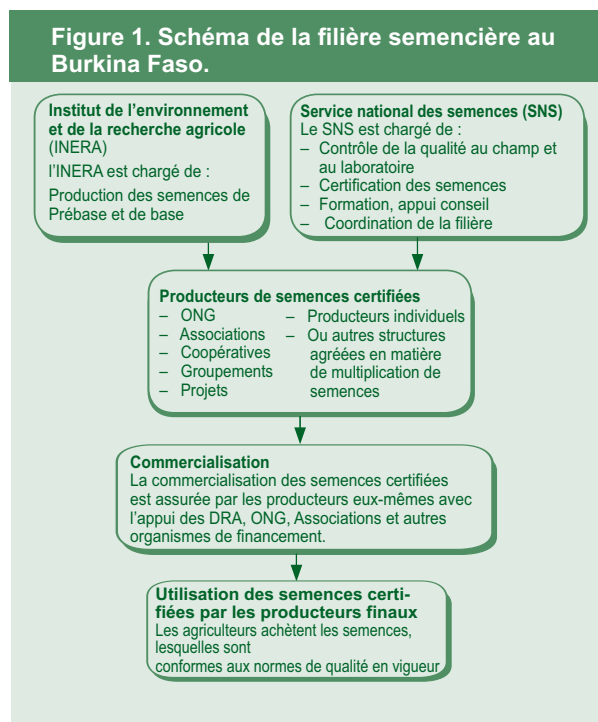 Figure 1. Schéma de la filière semencière au
Burkina Faso.
Institut de l'environnement
et de la recherche agricole
(INERA)
l'INERA est chargé de :
Production des semences de
Prébase et de base
Service national des semences (SNS)
Le SNS est chargé de :
– Contrôle de la qualité au champ et
au laboratoire
– Certification des semences
– Formation, appui conseil
– Coordination de la filière
Producteurs de semences certifiées
– ONG
– Associations
– Coopératives
– Groupements
– Projets
– Producteurs individuels
– Ou autres structures
agréées en matière
de multiplication de
semences
Commercialisation
La commercialisation des semences certifiées
est assurée par les producteurs eux-mêmes avec
l'appui des DRA, ONG, Associations et autres
organismes de financement.
Utilisation des semences certi-
fiées par les producteurs finaux
Les agriculteurs achètent les semences,
lesquelles sont
conformes aux normes de qualité en vigueur